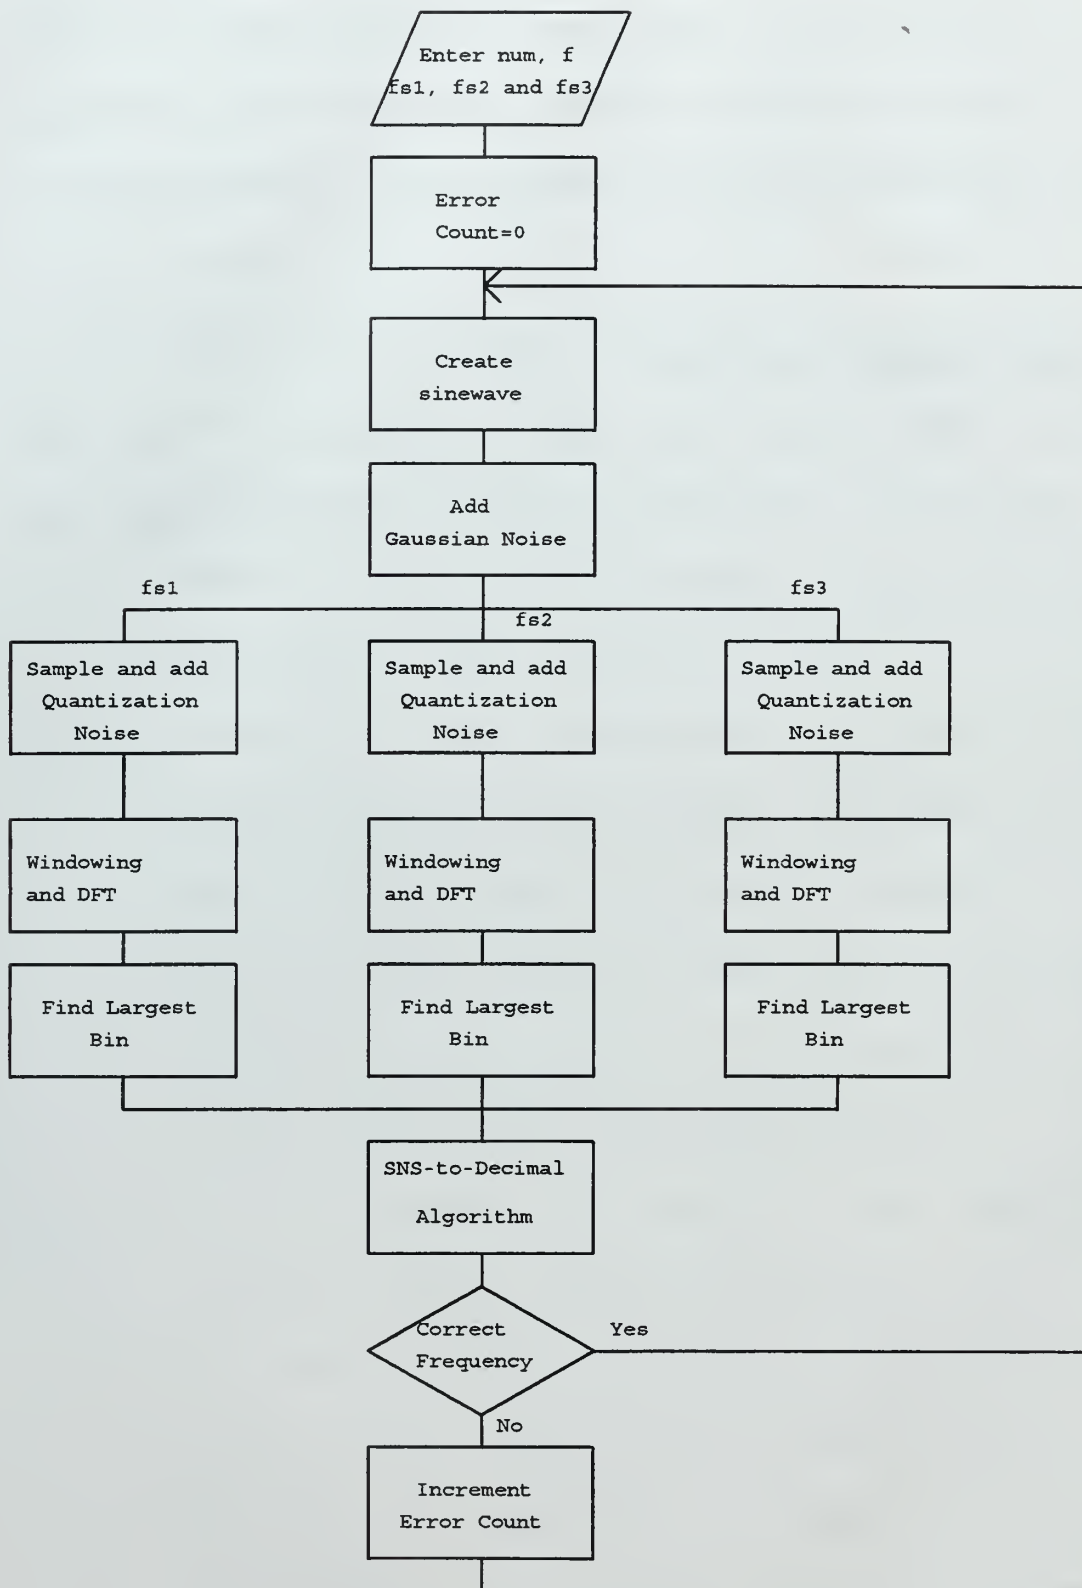 Enter num, f
fs1, fs2 and fs3
Error
Count=0
Create
sinewave
Add
Gaussian Noise
fs1
fs2
fs3
Sample and add
Quantization
Noise
Sample and add
Quantization
Noise
Sample and add
Quantization
Noise
Windowing
and DFT
Windowing
and DFT
Windowing
and DFT
Find Largest
Bin
Find Largest
Bin
Find Largest
Bin
SNS-to-Decimal
Algorithm
Correct
Frequency
Yes
No
Increment
Error Count